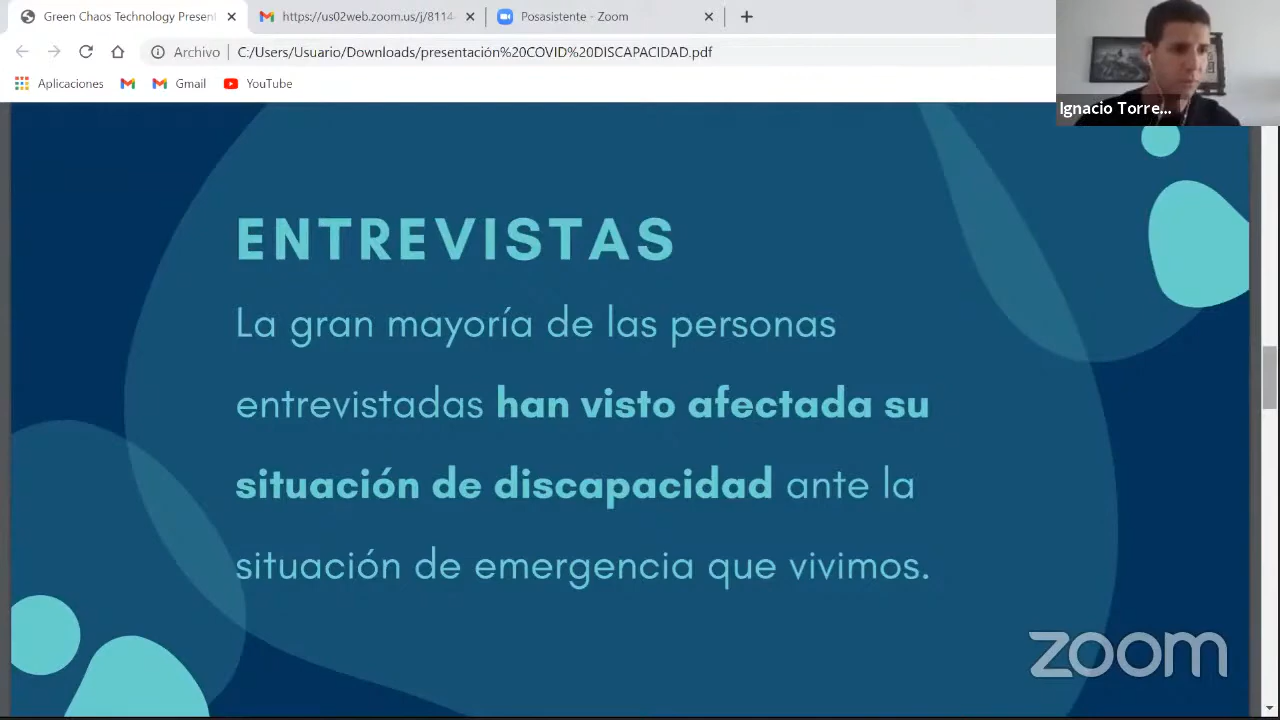 Green Chaos Technology Present
https://us02web.zoom.us/j/8114
Posasistente - Zoom
Archivo
C:/Users/Usuario/Downloads/presentación%20COVID%20DISCAPACIDAD.pdf
Aplicaciones
Gmail
YouTube
Ignacio Torre...
ENTREVISTAS
La gran mayoría de las personas
entrevistadas han visto afectada su
situación de discapacidad ante la
situación de emergencia que vivimos.
zoom